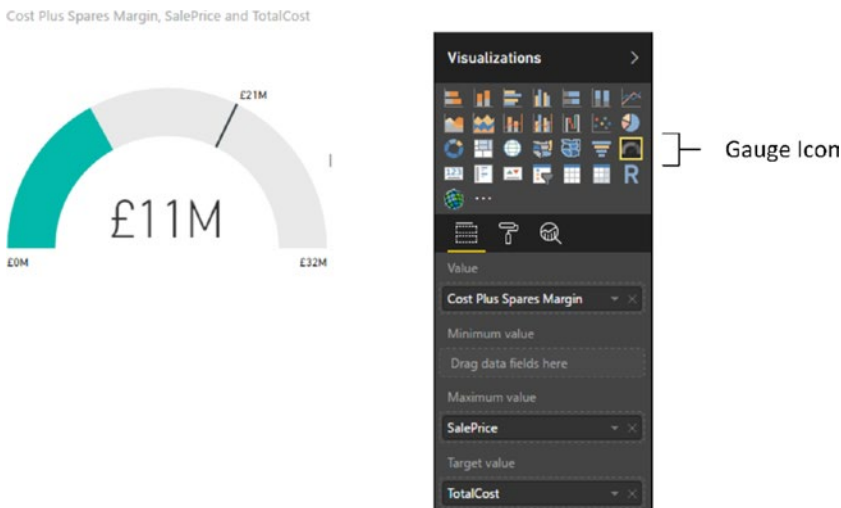 Cost Plus Spares Margin, SalePrice and TotalCost
£21M
£11M
£0M
£32M
Visualizations
123
R
Gauge Icon
Value
Cost Plus Spares Margin
Minimum value
Drag data fields here
Maximum value
SalePrice
Target value
TotalCost